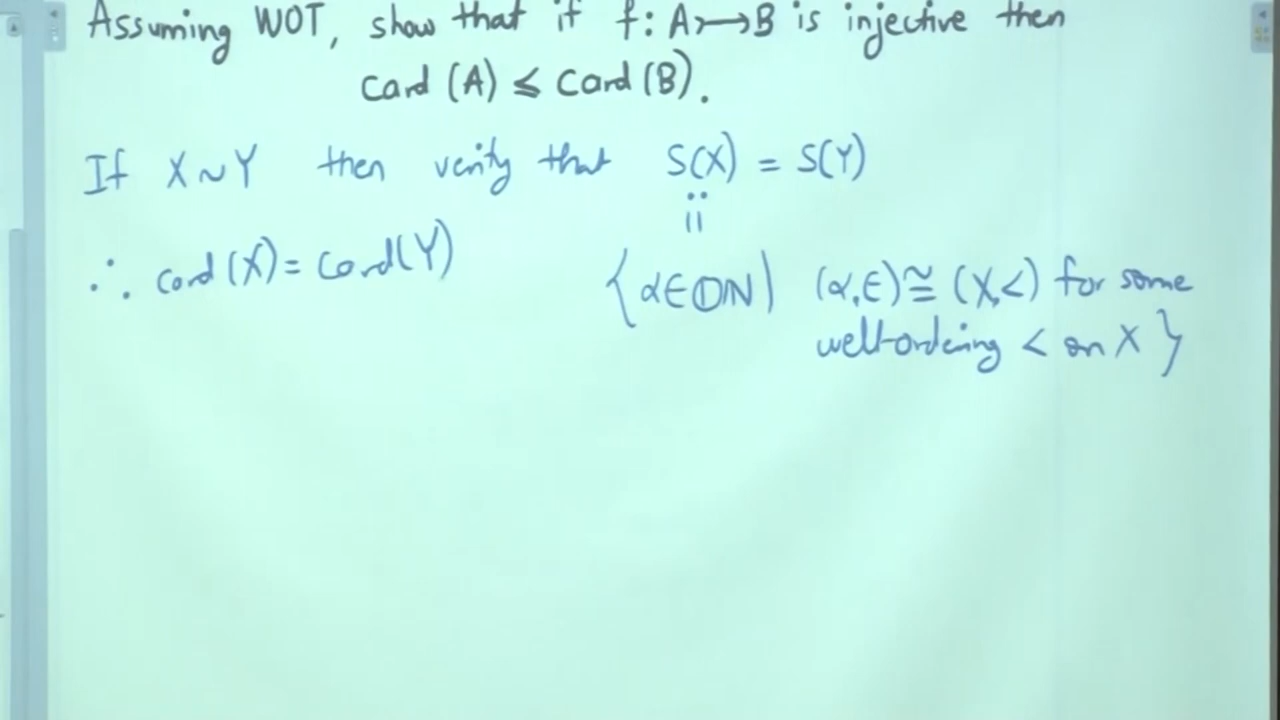 Assuming WOT, show that if f: A↣B is injective then
Card (A) ≤ Card (B).
If X ~ Y then verify that S(X) = S(Y)
∴ card (X) = Card(Y)
{α∈ON | (α,∈) ≅ (X,<) for some
well-ordering < on X }